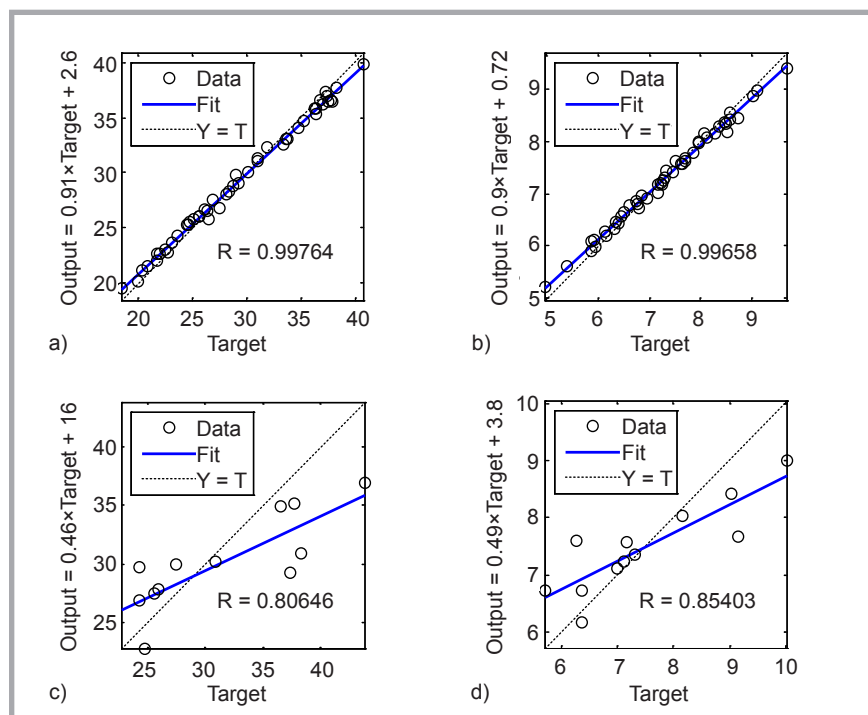 Output = 0.91×Target + 2.6
40
35
30
25
20
Data
Fit
Y = T
R = 0.99764
20 25 30 35 40
a) Target
Output = 0.9×Target + 0.72
9
8
7
6
5
Data
Fit
Y = T
R = 0.99658
5 6 7 8 9
b) Target
Output = 0.46×Target + 16
40
35
30
25
Data
Fit
Y = T
R = 0.80646
25 30 35 40
c) Target
Output = 0.49×Target + 3.8
10
9
8
7
6
Data
Fit
Y = T
R = 0.85403
6 7 8 9 10
d) Target